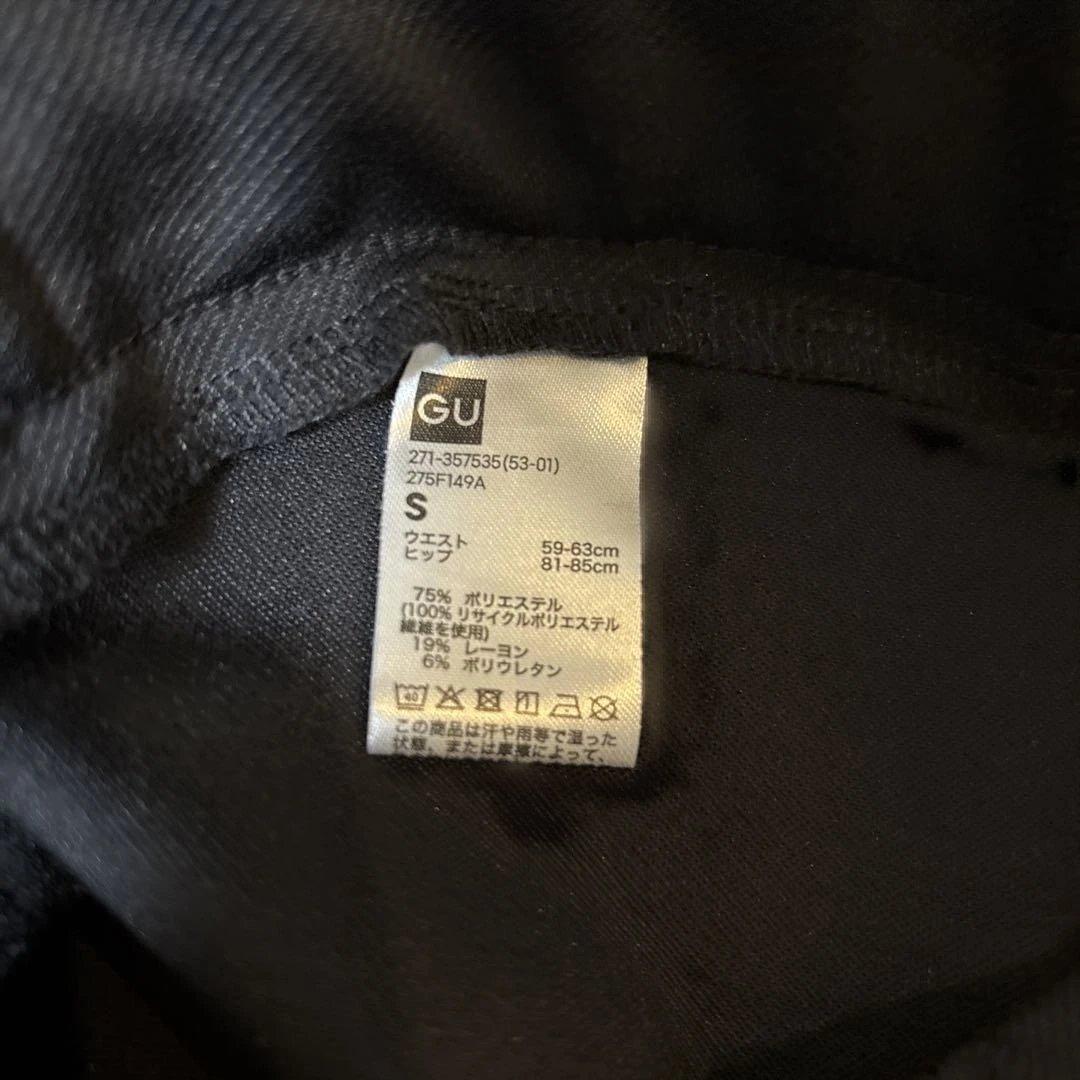 GU
271-357535(53-01)
275F149A
S
ウエスト 59-63cm
ヒップ 81-85cm
75% ポリエステル
(100%リサイクルポリエステル
繊維を使用)
19% レーヨン
6% ポリウレタン
40
この商品は汗や雨等で湿った
状態、または摩擦によって、